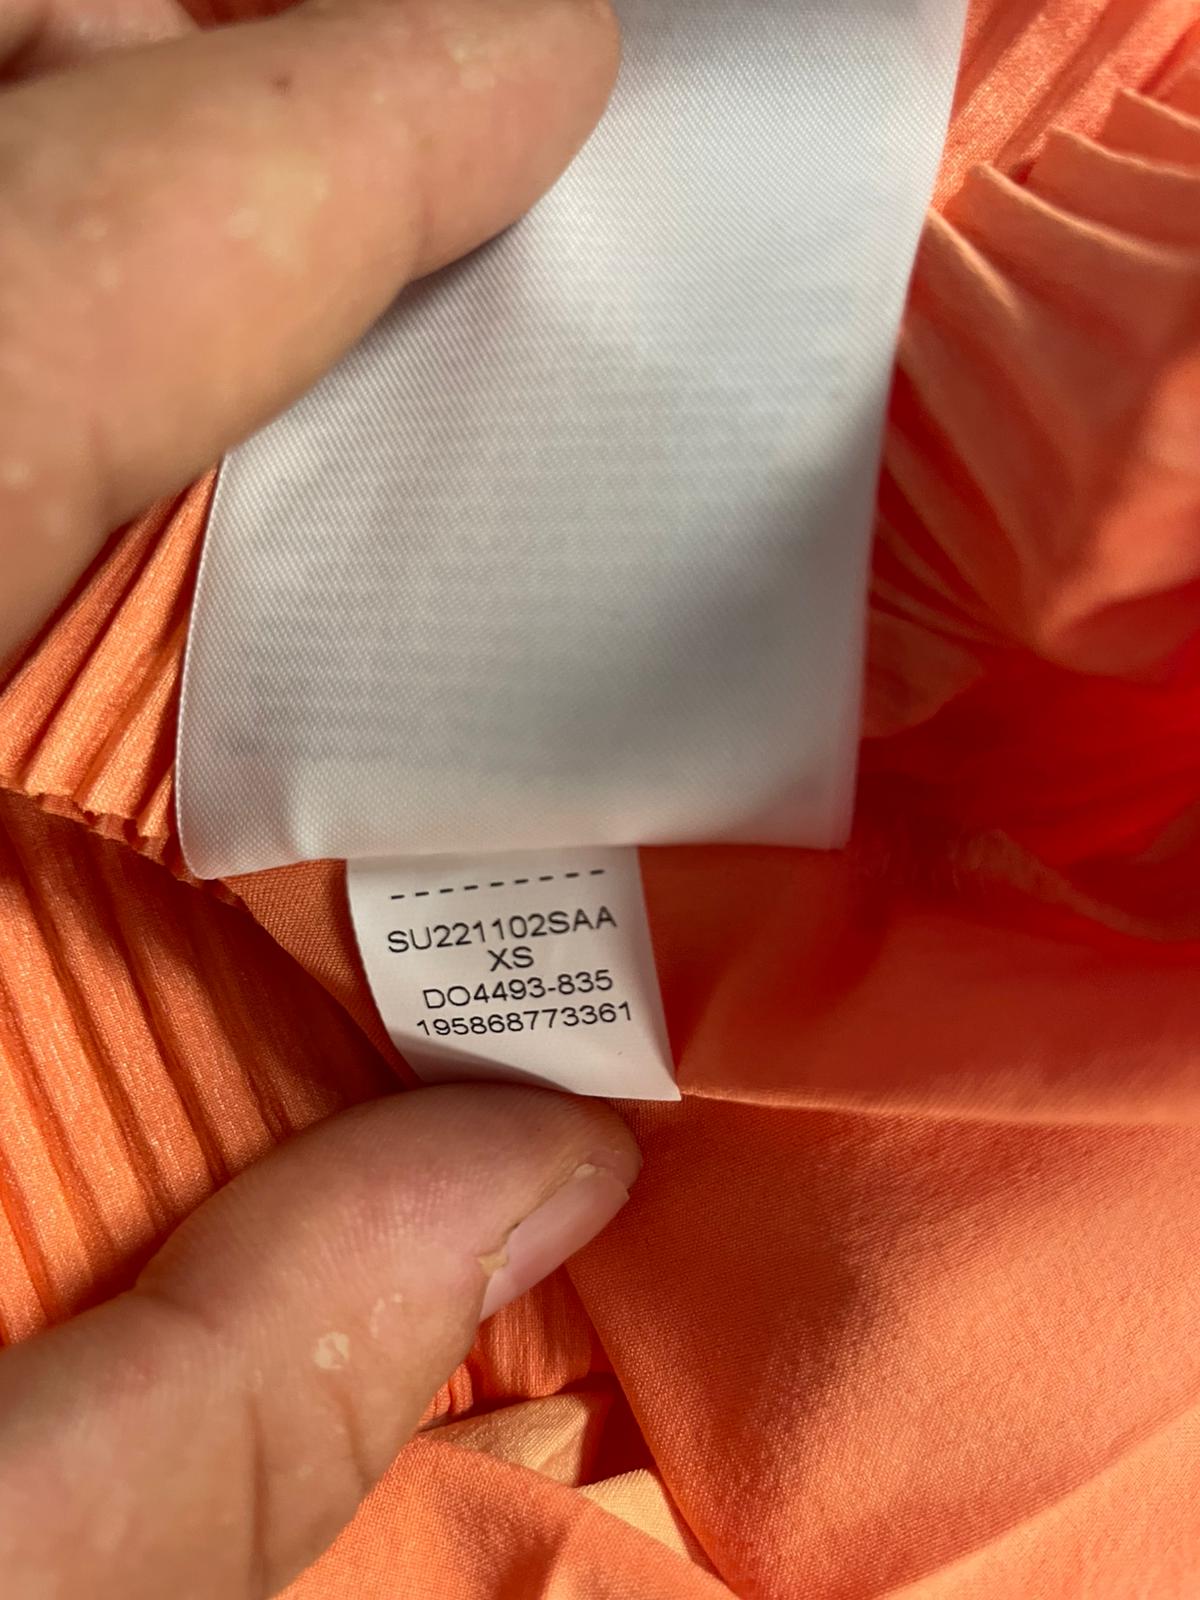 ---------
SU221102SAA
XS
DO4493-835
195868773361